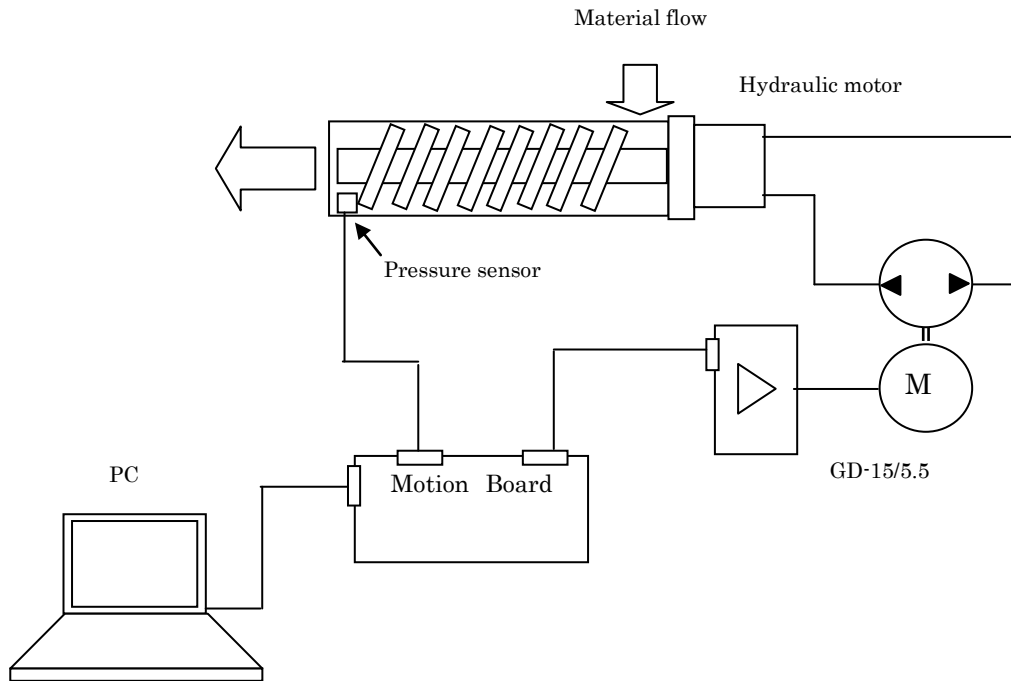 Material flow
Hydraulic motor
Pressure sensor
M
GD-15/5.5
PC
Motion Board